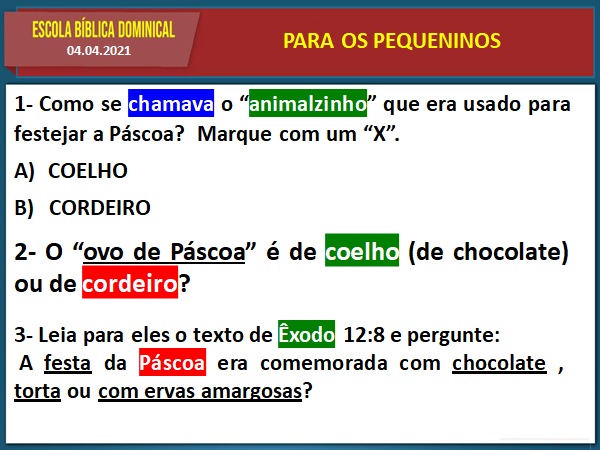 ESCOLA BÍBLICA DOMINICAL
04.04.2021
PARA OS PEQUENINOS
1- Como se chamava o “animalzinho” que era usado para
festejar a Páscoa? Marque com um “X”.
A) COELHO
B) CORDEIRO
2- O “ovo de Páscoa” é de coelho (de chocolate)
ou de cordeiro?
3- Leia para eles o texto de Êxodo 12:8 e pergunte:
A festa da Páscoa era comemorada com chocolate ,
torta ou com ervas amargosas?